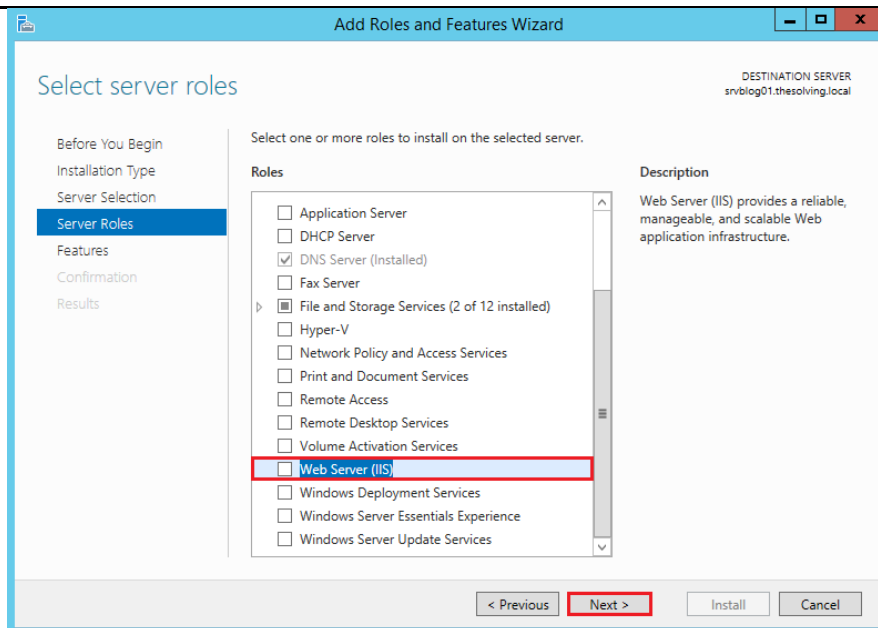 Add Roles and Features Wizard
x
Select server roles
DESTINATION SERVER
srvblog01.thesolving.local
Before You Begin
Installation Type
Server Selection
Server Roles
Features
Confirmation
Results
Select one or more roles to install on the selected server.
Roles
Application Server
DHCP Server
DNS Server (Installed)
Fax Server
File and Storage Services (2 of 12 installed)
Hyper-V
Network Policy and Access Services
Print and Document Services
Remote Access
Remote Desktop Services
Volume Activation Services
Web Server (IIS)
Windows Deployment Services
Windows Server Essentials Experience
Windows Server Update Services
Description
Web Server (IIS) provides a reliable,
manageable, and scalable Web
application infrastructure.
< Previous
Next >
Install
Cancel